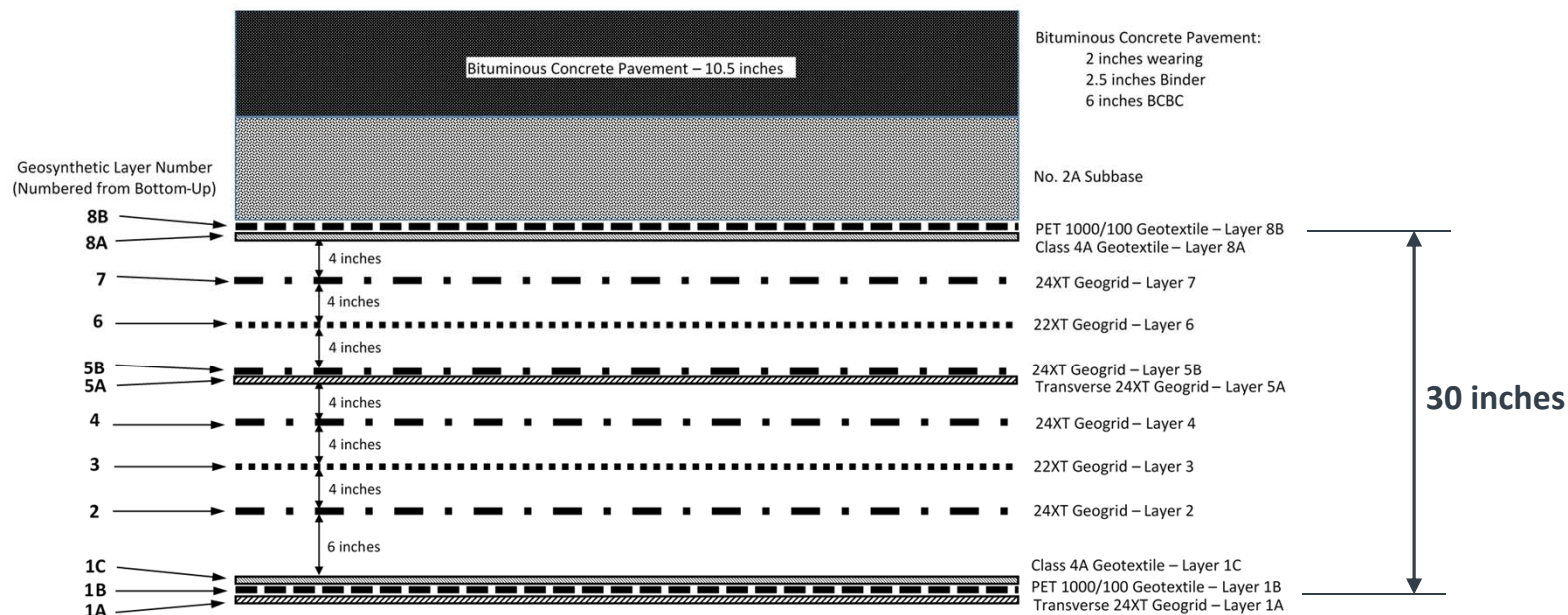 Bituminous Concrete Pavement – 10.5 inches
Bituminous Concrete Pavement:
2 inches wearing
2.5 inches Binder
6 inches BCBC
Geosynthetic Layer Number
(Numbered from Bottom-Up)
No. 2A Subbase
8B
PET 1000/100 Geotextile – Layer 8B
8A
Class 4A Geotextile – Layer 8A
4 inches
7
24XT Geogrid – Layer 7
4 inches
6
22XT Geogrid – Layer 6
4 inches
5B
24XT Geogrid – Layer 5B
5A
Transverse 24XT Geogrid – Layer 5A
4 inches
30 inches
4
24XT Geogrid – Layer 4
4 inches
3
22XT Geogrid – Layer 3
4 inches
2
24XT Geogrid – Layer 2
6 inches
1C
Class 4A Geotextile – Layer 1C
1B
PET 1000/100 Geotextile – Layer 1B
1A
Transverse 24XT Geogrid – Layer 1A